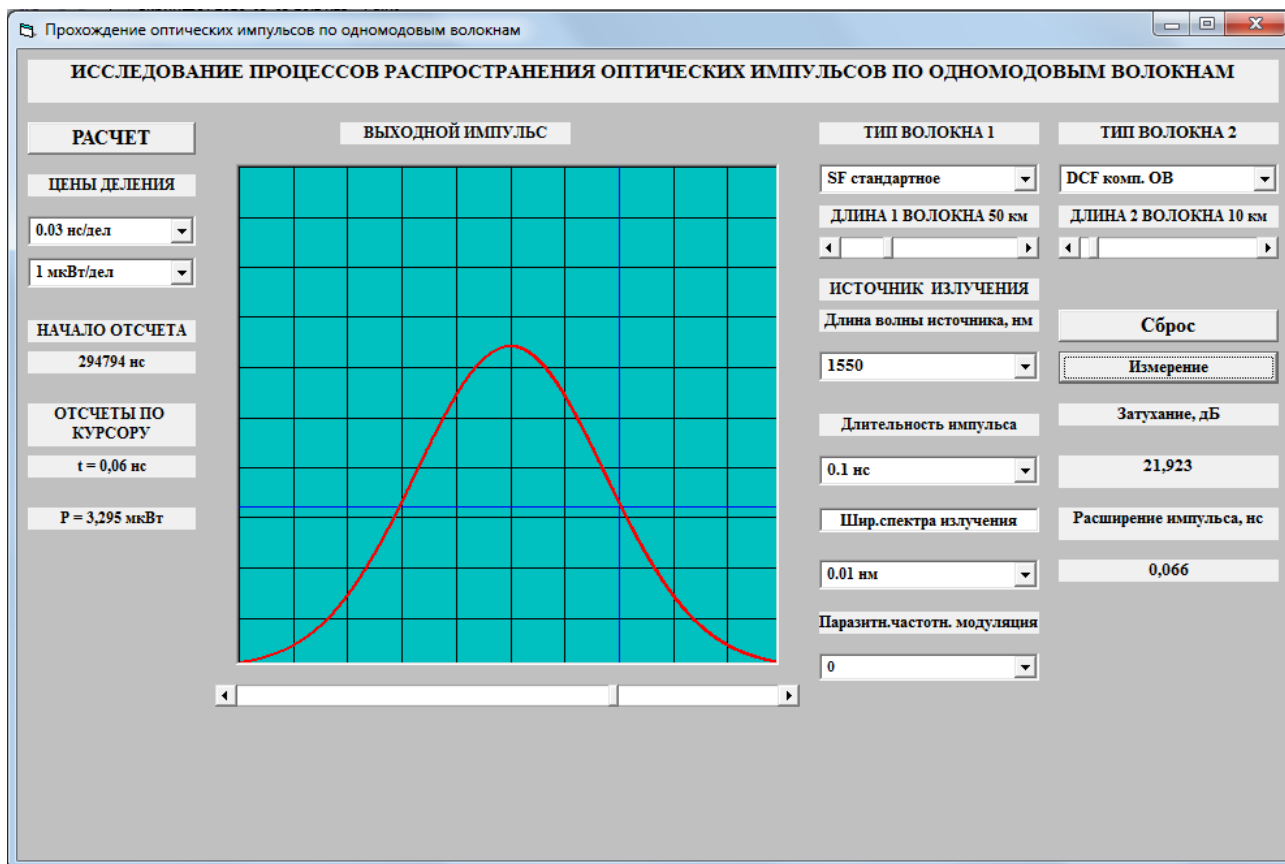 Прохождение оптических импульсов по одномодовым волокнам
ИССЛЕДОВАНИЕ ПРОЦЕССОВ РАСПРОСТРАНЕНИЯ ОПТИЧЕСКИХ ИМПУЛЬСОВ ПО ОДНОМОДОВЫМ ВОЛОКНАМ
РАСЧЕТ
ЦЕНЫ ДЕЛЕНИЯ
0.03 нс/дел
1 мкВт/дел
НАЧАЛО ОТСЧЕТА
294794 нс
ОТСЧЕТЫ ПО
КУРСОРУ
t = 0,06 нс
P = 3,295 мкВт
ВЫХОДНОЙ ИМПУЛЬС
ТИП ВОЛОКНА 1
SF стандартное
ДЛИНА 1 ВОЛОКНА 50 км
ИСТОЧНИК ИЗЛУЧЕНИЯ
Длина волны источника, нм
1550
Длительность импульса
0.1 нс
Шир.спектра излучения
0.01 нм
Паразитн.частотн. модуляция
0
ТИП ВОЛОКНА 2
DCF комп. ОВ
ДЛИНА 2 ВОЛОКНА 10 км
Сброс
Измерение
Затухание, дБ
21,923
Расширение импульса, нс
0,066